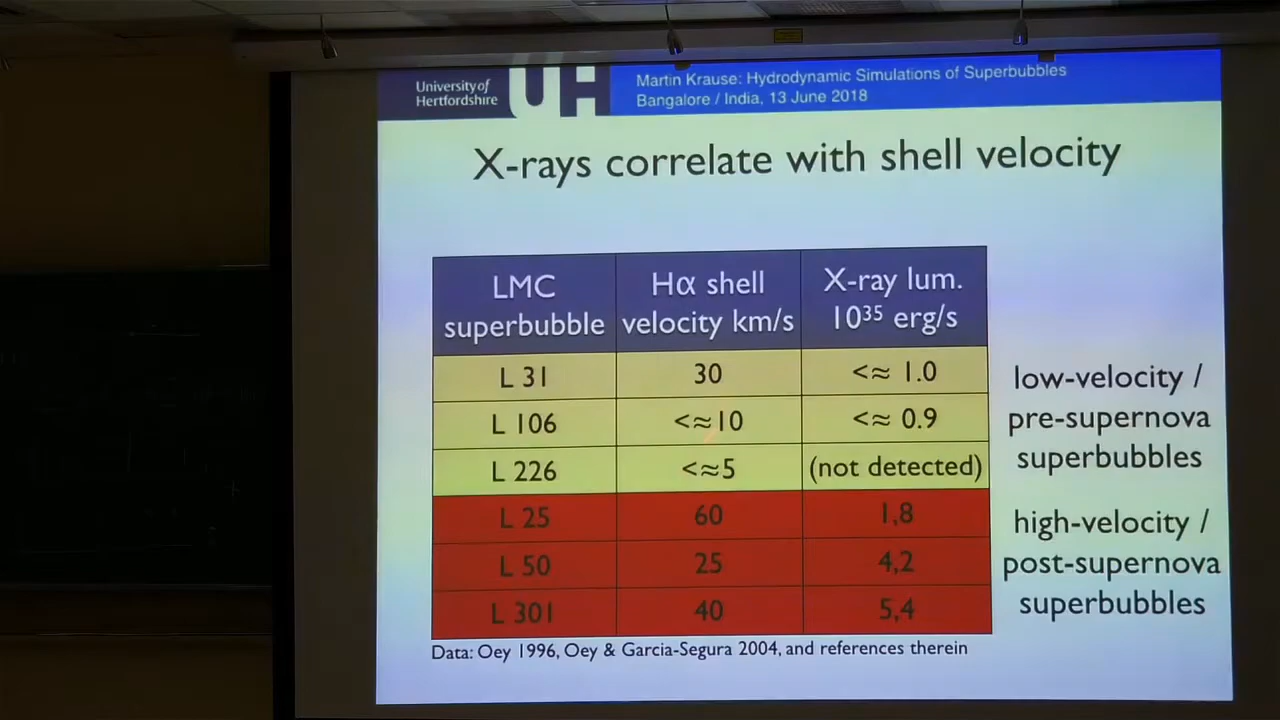 University of
Hertfordshire
UH
Martin Krause: Hydrodynamic Simulations of Superbubbles
Bangalore / India, 13 June 2018
X-rays correlate with shell velocity
LMC superbubble Hα shell velocity km/s X-ray lum. 10³⁵ erg/s
L 31 30 <≈ 1.0
L 106 <≈10 <≈ 0.9
L 226 <≈5 (not detected)
L 25 60 1,8
L 50 25 4,2
L 301 40 5,4
low-velocity /
pre-supernova
superbubbles
high-velocity /
post-supernova
superbubbles
Data: Oey 1996, Oey & Garcia-Segura 2004, and references therein